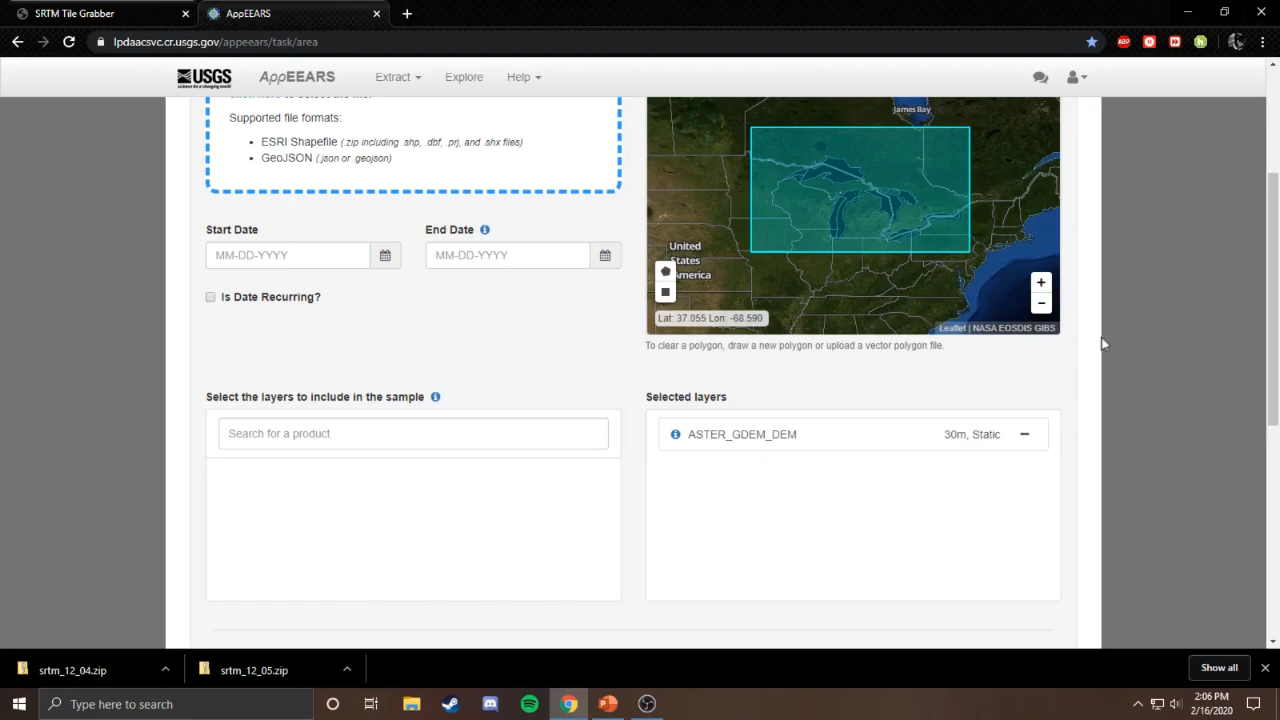 SRTM Tile Grabber
AppEEARS
lpdaacsvc.cr.usgs.gov/appeears/task/area
ABP
h
USGS
science for a changing world
AppEEARS
Extract
Explore
Help
Supported file formats:
ESRI Shapefile (.zip including .shp, .dbf, .prj, and .shx files)
GeoJSON (.json or .geojson)
James Bay
United
States
America
Lat: 37.055 Lon: -68.590
+
−
Leaflet | NASA EOSDIS GIBS
Start Date
End Date
MM-DD-YYYY
MM-DD-YYYY
Is Date Recurring?
To clear a polygon, draw a new polygon or upload a vector polygon file.
Select the layers to include in the sample
Selected layers
Search for a product
ASTER_GDEM_DEM
30m, Static
srtm_12_04.zip
srtm_12_05.zip
Show all
Type here to search
2:06 PM
2/16/2020